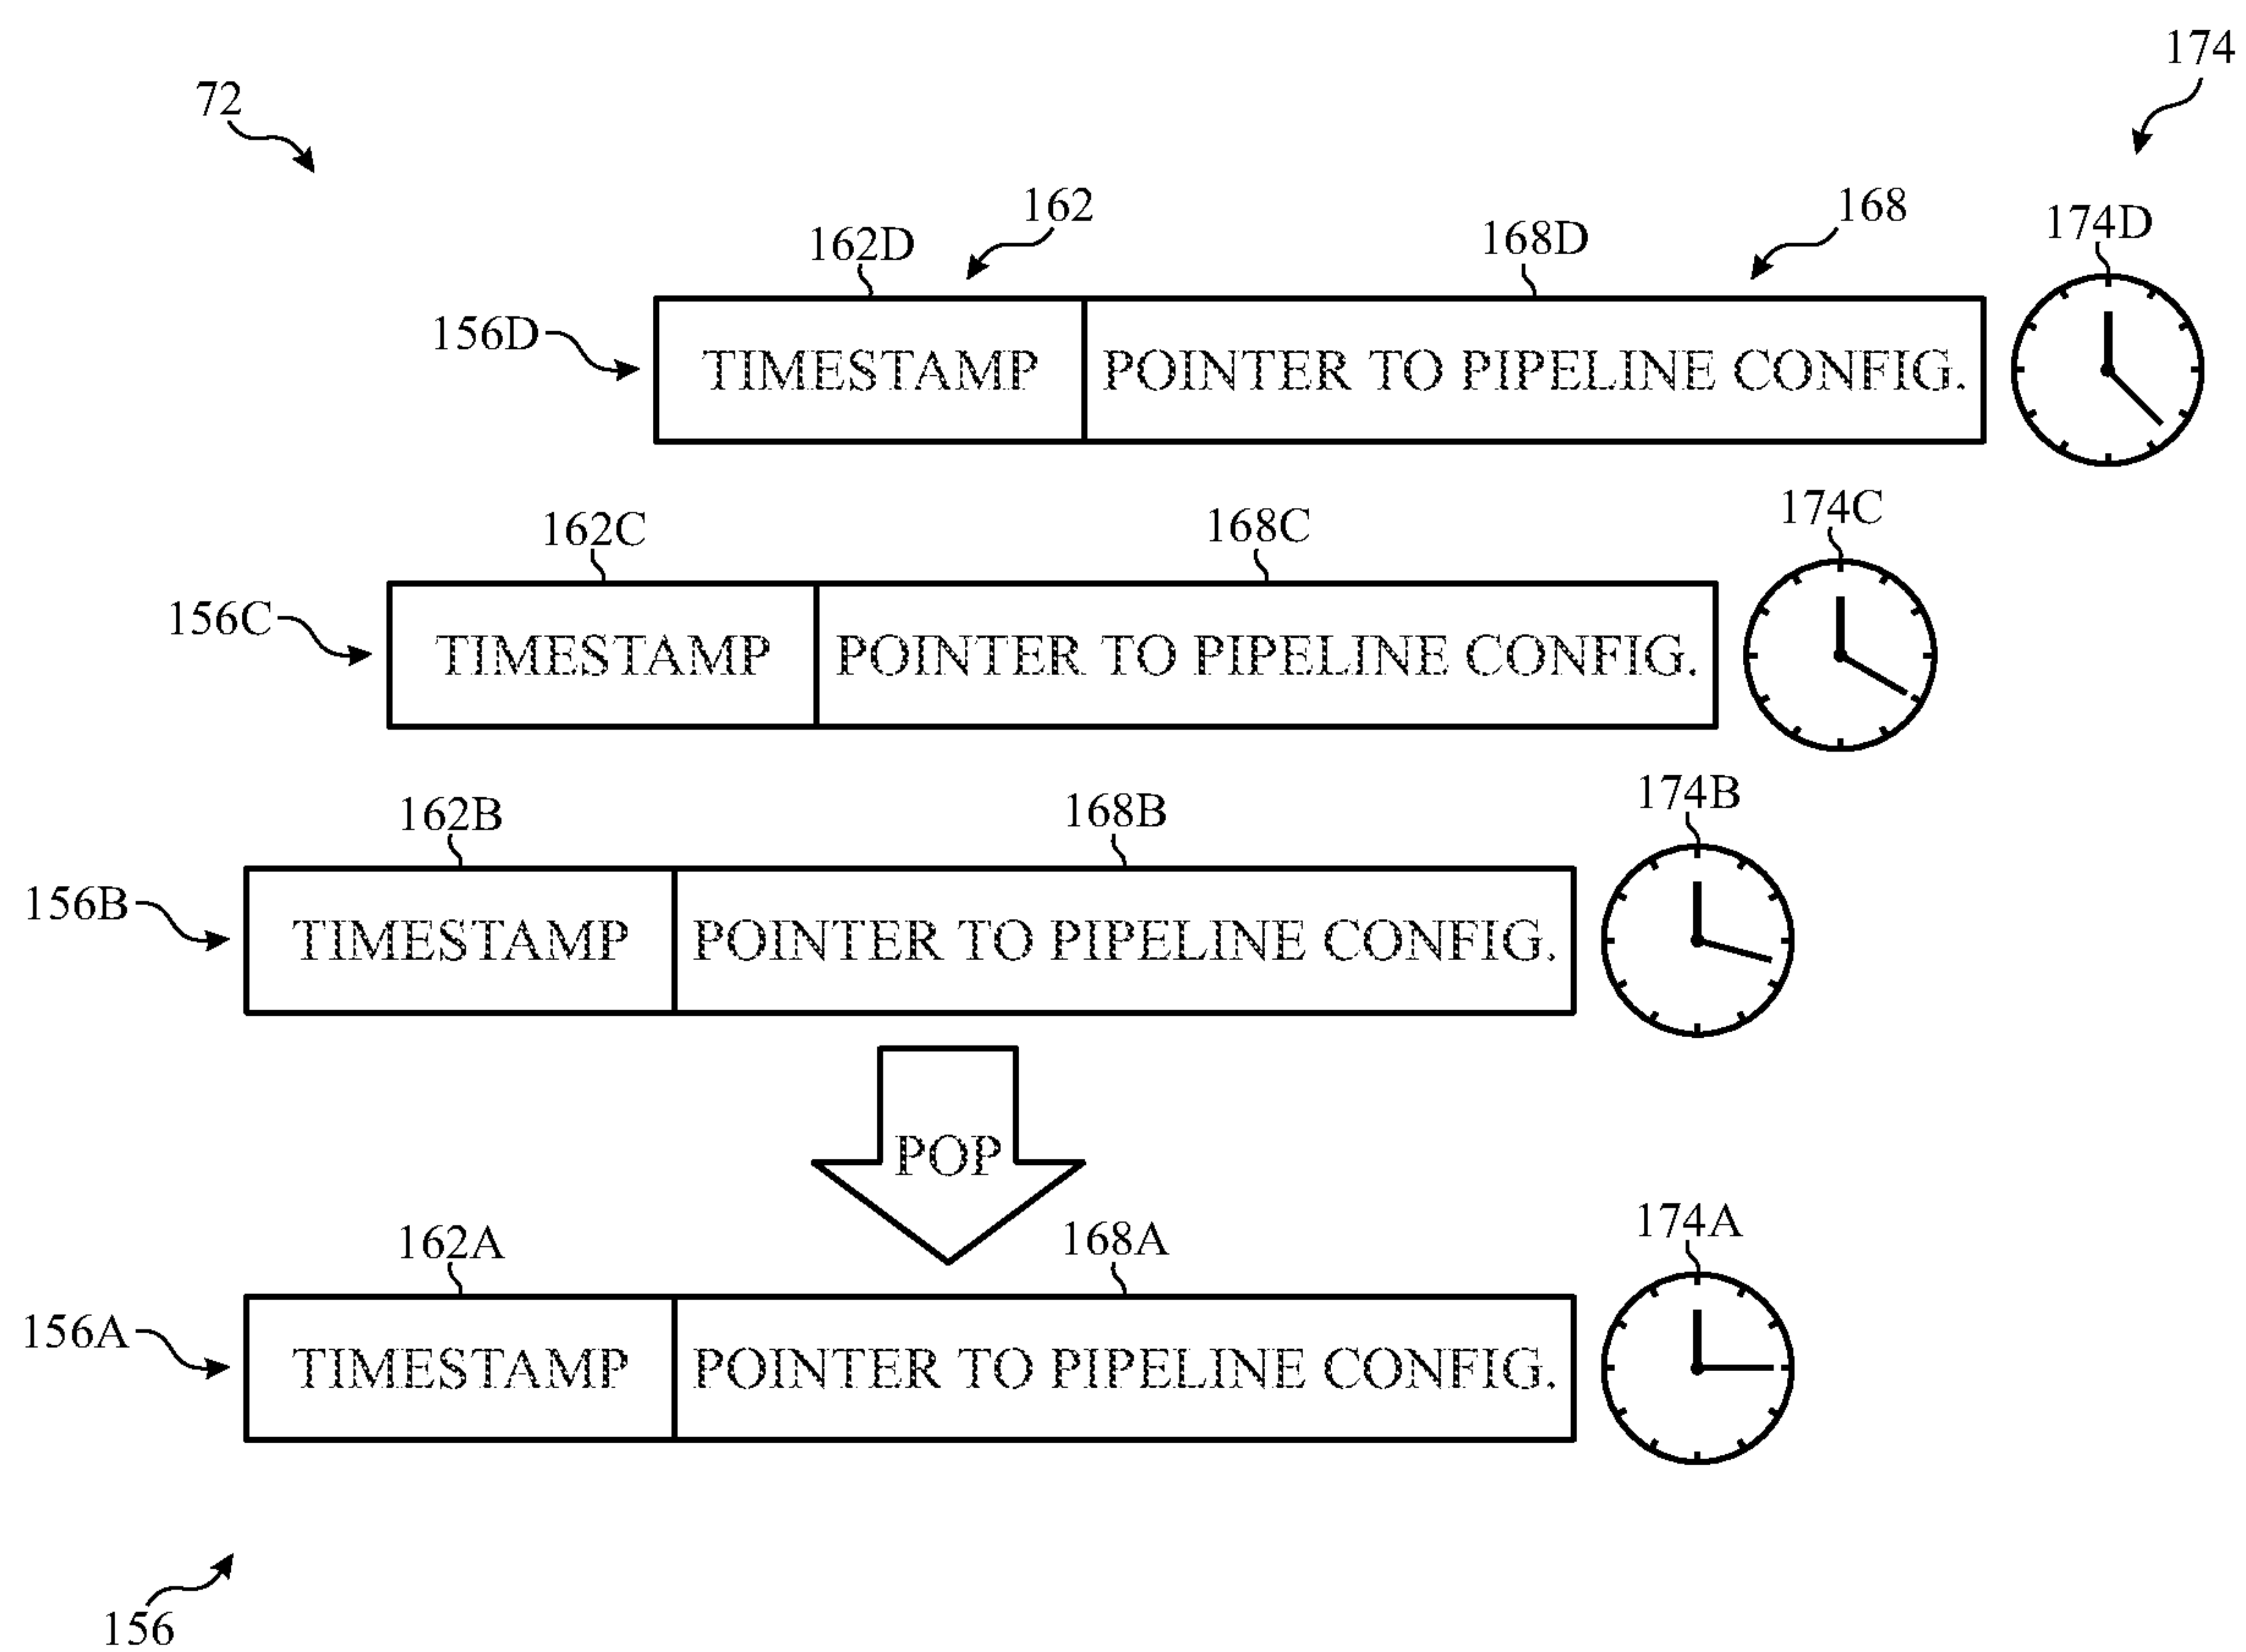 174
72
162
168
162D
168D
174D
156D
TIMESTAMP
POINTER TO PIPELINE CONFIG.
162C
168C
174C
156C
TIMESTAMP
POINTER TO PIPELINE CONFIG.
162B
168B
174B
156B
TIMESTAMP
POINTER TO PIPELINE CONFIG.
POP
162A
168A
174A
156A
TIMESTAMP
POINTER TO PIPELINE CONFIG.
156